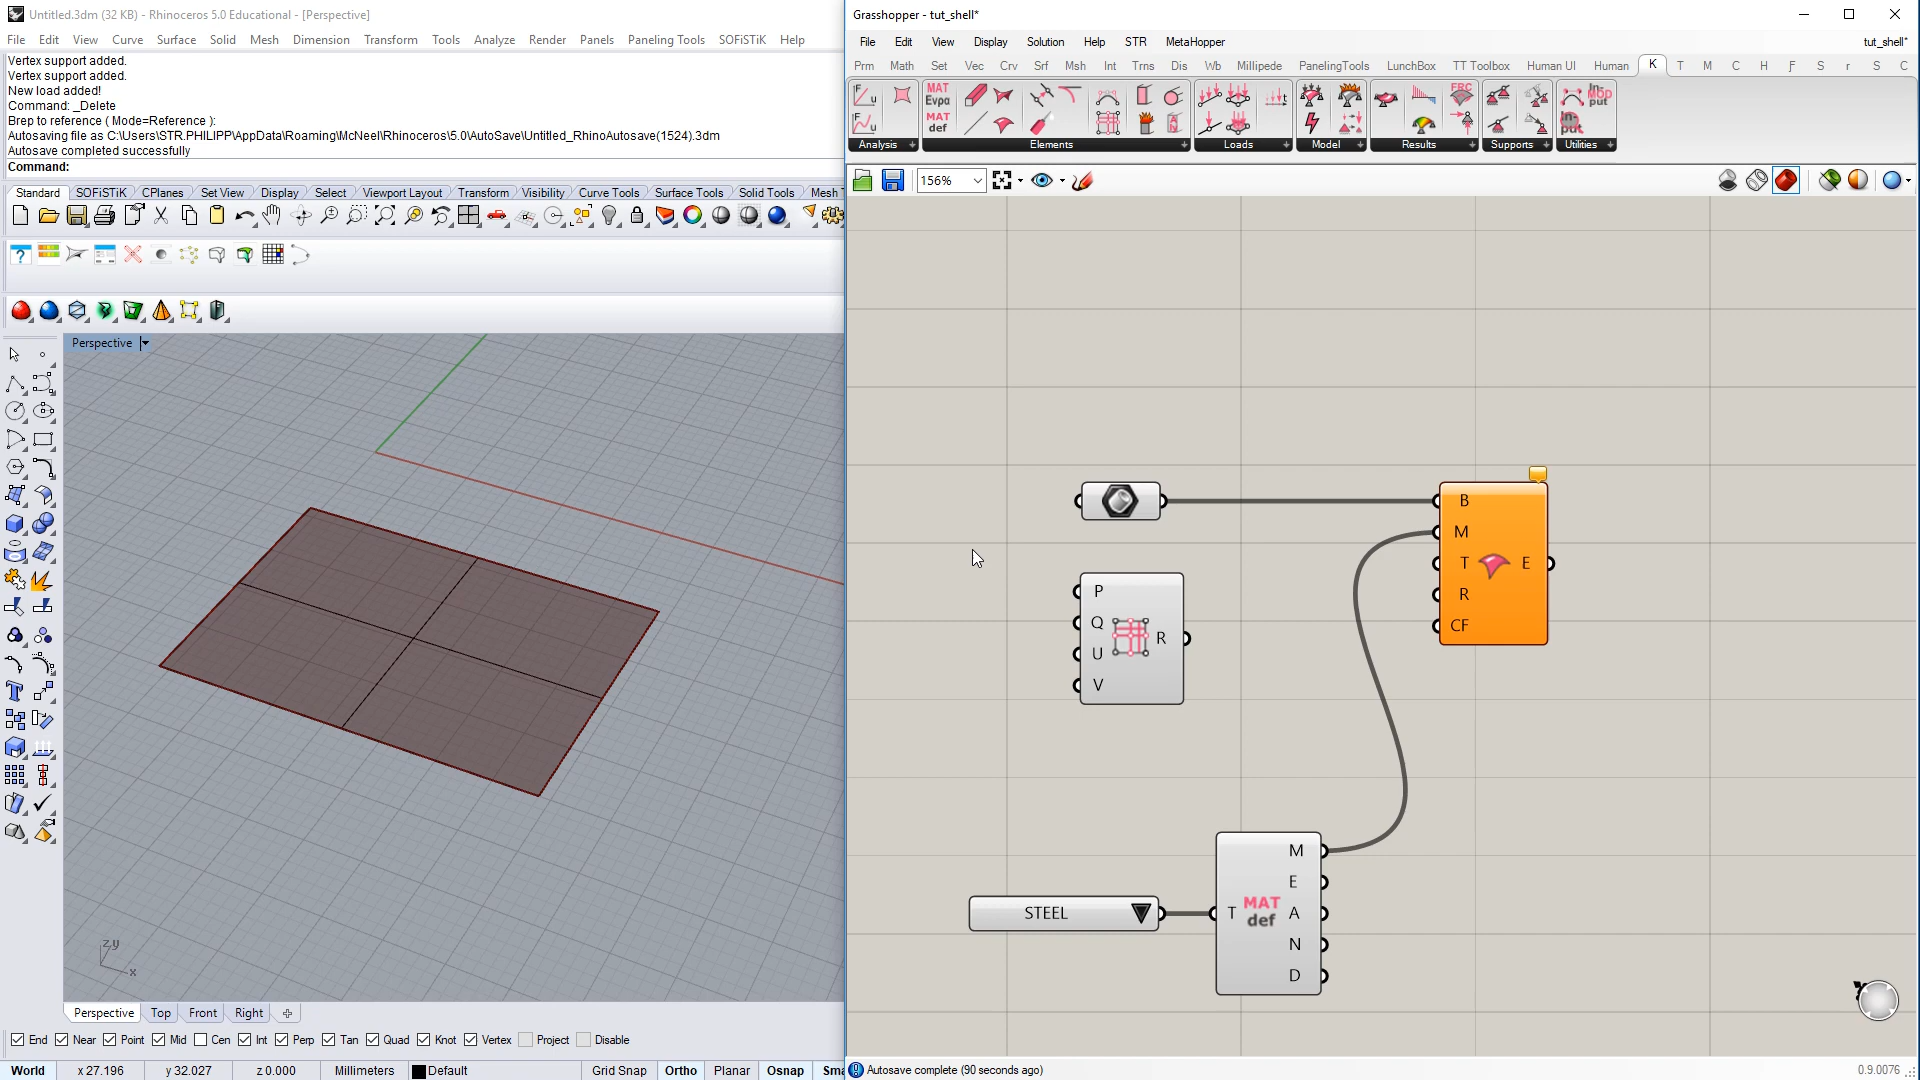 Untitled.3dm (32 KB) - Rhinoceros 5.0 Educational - [Perspective]
File Edit View Curve Surface Solid Mesh Dimension Transform Tools Analyze Render Panels Paneling Tools SOFiSTiK Help
Vertex support added.
Vertex support added.
New load added!
Command: _Delete
Brep to reference ( Mode=Reference ):
Autosaving file as C:\Users\STR.PHILIPP\AppData\Roaming\McNeel\Rhinoceros\5.0\AutoSave\Untitled_RhinoAutosave(1524).3dm
Autosave completed successfully
Command:
Standard SOFiSTiK CPlanes Set View Display Select Viewport Layout Transform Visibility Curve Tools Surface Tools Solid Tools Mesh T
Perspective
z y
x
Perspective Top Front Right
End Near Point Mid Cen Int Perp Tan Quad Knot Vertex Project Disable
World x 27.196 y 32.027 z 0.000 Millimeters Default Grid Snap Ortho Planar Osnap Sma
Grasshopper - tut_shell*
File Edit View Display Solution Help STR MetaHopper tut_shell*
Prm Math Set Vec Crv Srf Msh Int Trns Dis Wb Millipede PanelingTools LunchBox TT Toolbox Human UI Human K T M C H F S r S C
MAT
Evpa
MAT
def
FRC
Analysis Elements Loads Model Results Supports Utilities
156%
B
M
T E
R
CF
P
Q
R
U
V
STEEL
T
MAT
def
M
E
A
N
D
Autosave complete (90 seconds ago)
0.9.0076